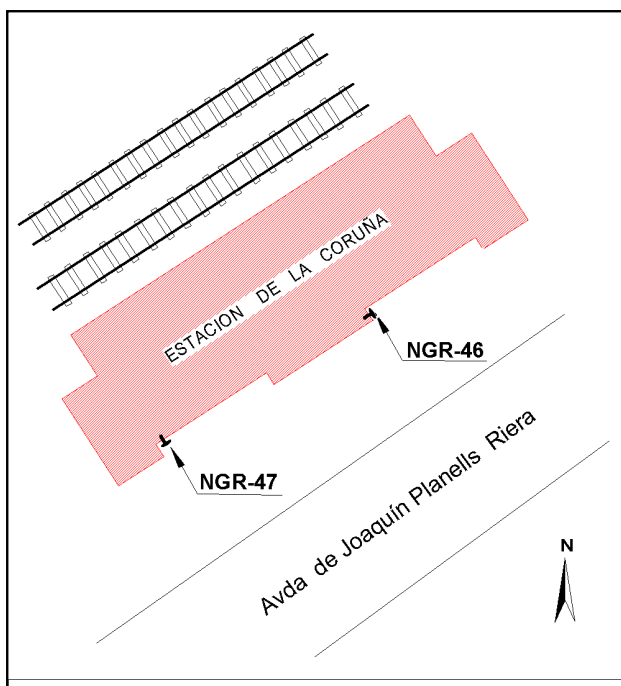 ESTACION DE LA CORUÑA
NGR-46
NGR-47
Avda de Joaquín Planells Riera
N